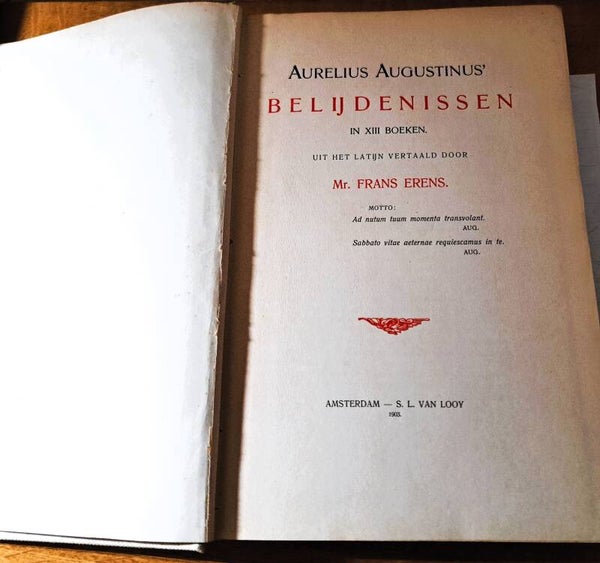 AURELIUS AUGUSTINUS'
BELIJDENISSEN
IN XIII BOEKEN.
UIT HET LATIJN VERTAALD DOOR
Mr. FRANS ERENS.
MOTTO:
Ad nutum tuum momenta transvolant.
AUG.
Sabbato vitae aeternae requiescamus in te.
AUG.
AMSTERDAM — S. L. VAN LOOY
1903.